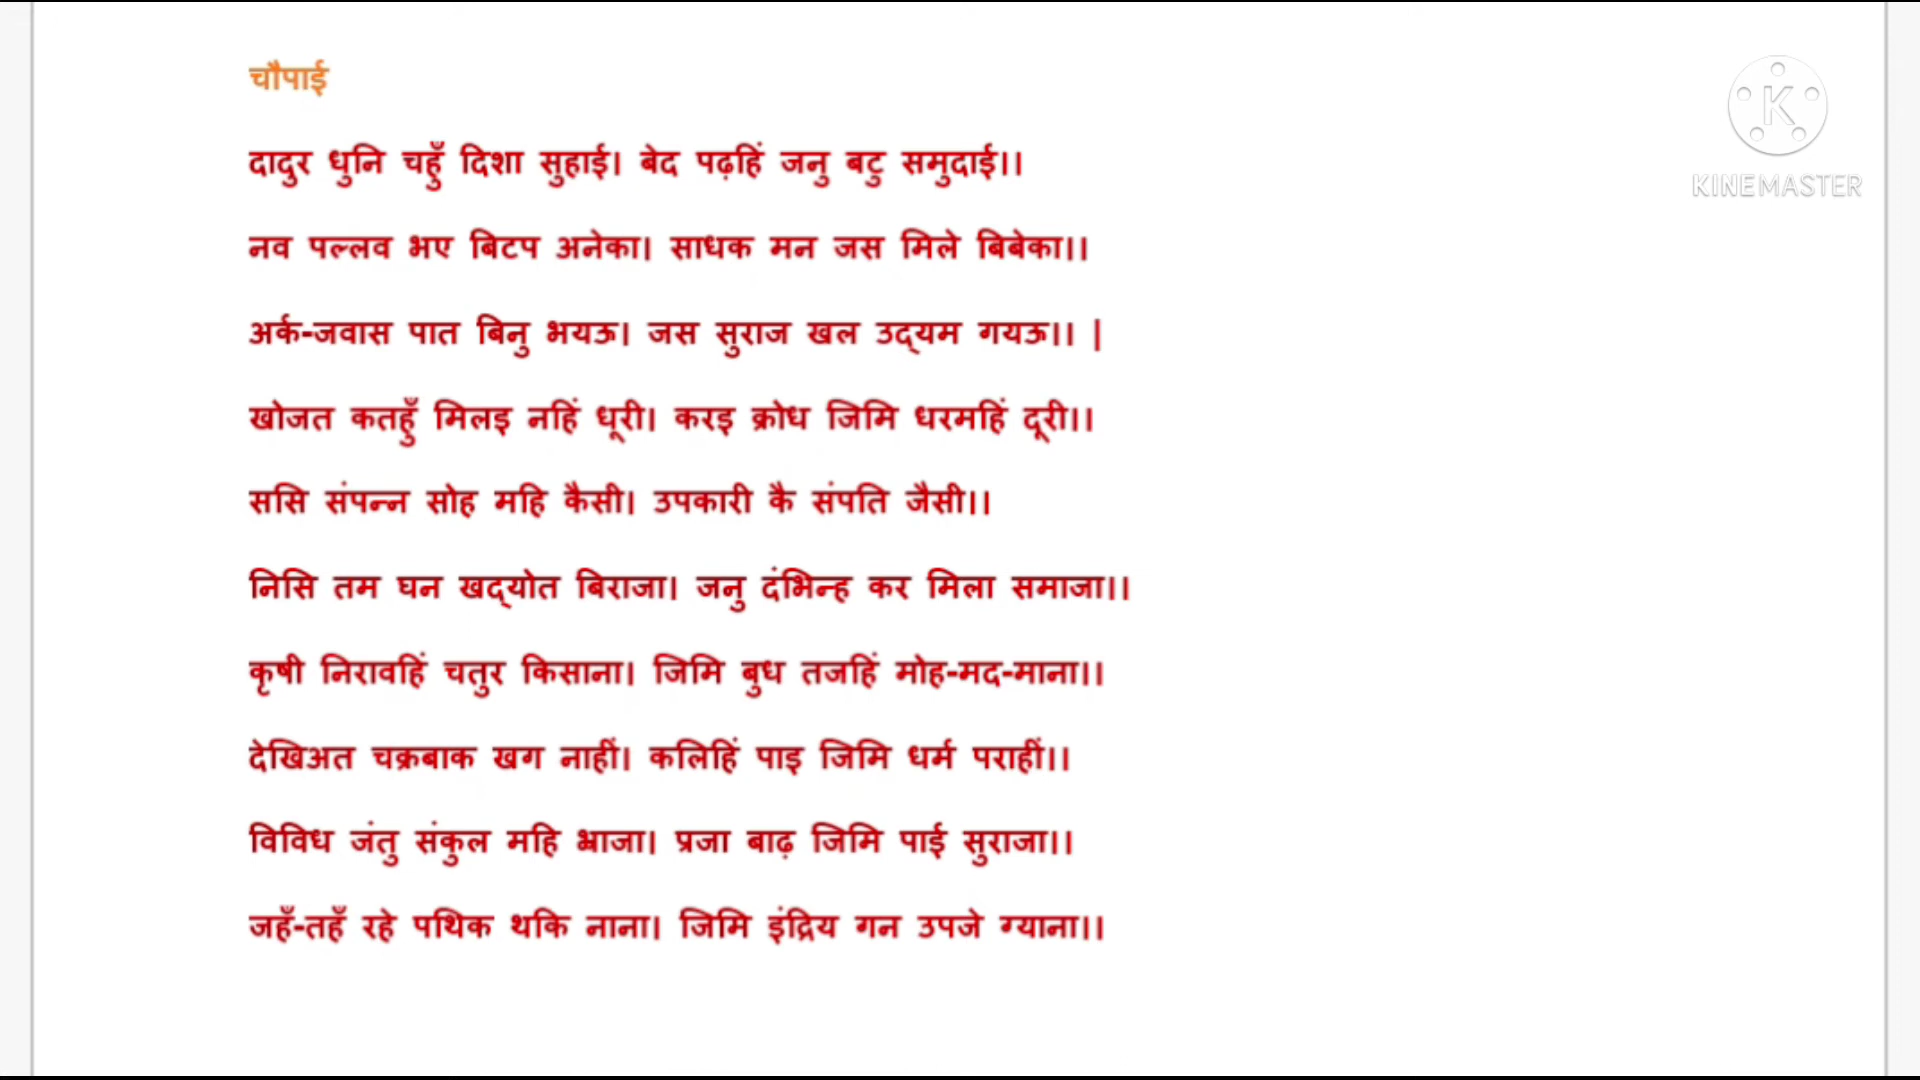 चौपाई
KINEMASTER
दादुर धुनि चहुँ दिशा सुहाई। बेद पढ़हिं जनु बटु समुदाई।।
नव पल्लव भए बिटप अनेका। साधक मन जस मिले बिबेका।।
अर्क-जवास पात बिनु भयऊ। जस सुराज खल उद्यम गयऊ।। |
खोजत कतहुँ मिलइ नहिं धूरी। करइ क्रोध जिमि धरमहिं दूरी।।
ससि संपन्न सोह महि कैसी। उपकारी कै संपति जैसी।।
निसि तम घन खद्योत बिराजा। जनु दंभिन्ह कर मिला समाजा।।
कृषी निरावहिं चतुर किसाना। जिमि बुध तजहिं मोह-मद-माना।।
देखिअत चक्रबाक खग नाहीं। कलिहिं पाइ जिमि धर्म पराहीं।।
विविध जंतु संकुल महि भ्राजा। प्रजा बाढ़ जिमि पाई सुराजा।।
जहँ-तहँ रहे पथिक थकि नाना। जिमि इंद्रिय गन उपजे ग्याना।।